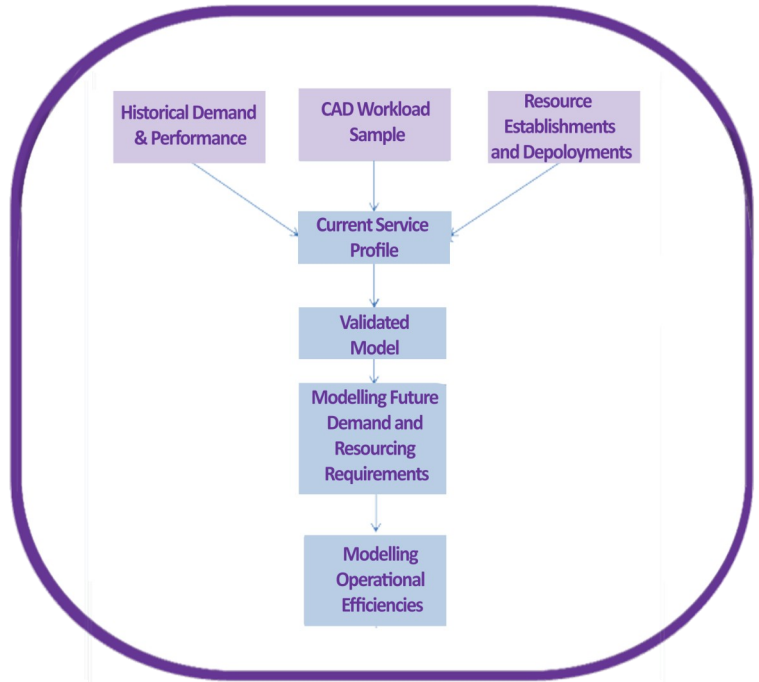 Historical Demand
& Performance
CAD Workload
Sample
Resource
Establishments
and Depoloyments
Current Service
Profile
Validated
Model
Modelling Future
Demand and
Resourcing
Requirements
Modelling
Operational
Efficiencies